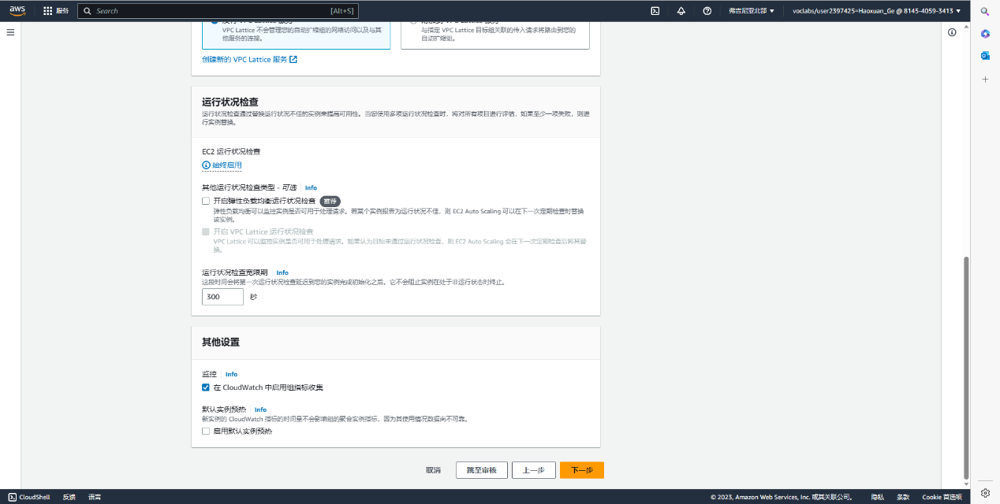 aws
服务
Search
[Alt+S]
弗吉尼亚北部
voclabs/user2397425=Haoxuan_Ge @ 8145-4059-3413
VPC Lattice 不会管理您的自动扩缩组的网络访问以及与其
他服务的连接。
与指定 VPC Lattice 目标组关联的传入请求将路由到您的
自动扩缩组。
创建新的 VPC Lattice 服务
运行状况检查
运行状况检查通过替换运行状况不佳的实例来提高可用性。当您使用多项运行状况检查时，将对所有项目进行评估，如果至少一项失败，则进
行实例替换。
EC2 运行状况检查
始终启用
其他运行状况检查类型 - 可选
Info
开启弹性负载均衡运行状况检查
推荐
弹性负载均衡可以监控实例是否可用于处理请求。若某个实例报告为运行状况不佳，则 EC2 Auto Scaling 可以在下一次定期检查时替换
该实例。
开启 VPC Lattice 运行状况检查
VPC Lattice 可以监控实例是否可用于处理请求。如果认为目标未通过运行状况检查，则 EC2 Auto Scaling 会在下一次定期检查后将其替
换。
运行状况检查宽限期
Info
这段时间会将第一次运行状况检查延迟到您的实例完成初始化之后。它不会阻止实例在处于非运行状态时终止。
300
秒
其他设置
监控
Info
在 CloudWatch 中启用组指标收集
默认实例预热
Info
新实例的 CloudWatch 指标的时间量不会影响组的聚合实例指标，因为其使用情况数据尚不可靠。
启用默认实例预热
取消
跳至审核
上一步
下一步
CloudShell
反馈
语言
© 2023, Amazon Web Services, Inc. 或其关联公司。
隐私
条款
Cookie 首选项